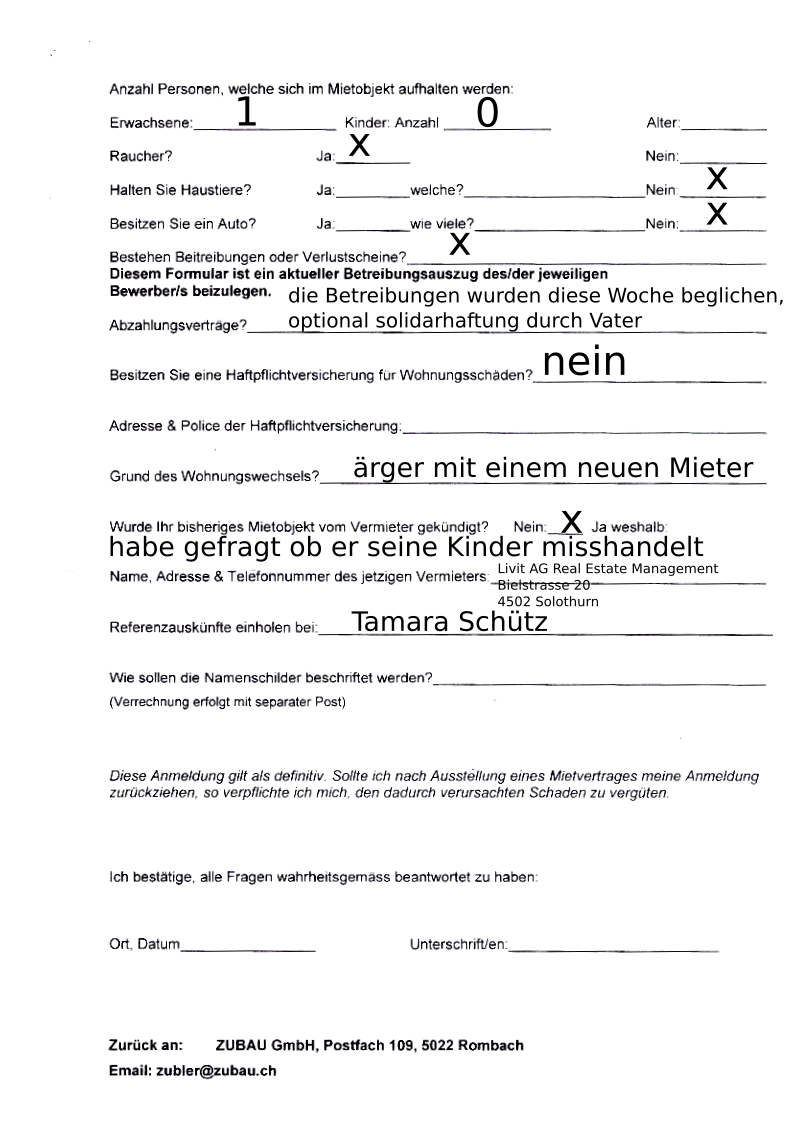 Anzahl Personen, welche sich im Mietobjekt aufhalten werden:
Erwachsene: 1 Kinder: Anzahl 0 Alter:
Raucher? Ja: X Nein:
Halten Sie Haustiere? Ja: welche? Nein: X
Besitzen Sie ein Auto? Ja: wie viele? Nein: X
Bestehen Beitreibungen oder Verlustscheine? X
Diesem Formular ist ein aktueller Betreibungsauszug des/der jeweiligen
Bewerber/s beizulegen.
die Betreibungen wurden diese Woche beglichen,
Abzahlungsverträge? optional solidarhaftung durch Vater
Besitzen Sie eine Haftpflichtversicherung für Wohnungsschäden? nein
Adresse & Police der Haftpflichtversicherung:
Grund des Wohnungswechsels? ärger mit einem neuen Mieter
Wurde Ihr bisheriges Mietobjekt vom Vermieter gekündigt? Nein: X Ja weshalb:
habe gefragt ob er seine Kinder misshandelt
Name, Adresse & Telefonnummer des jetzigen Vermieters: Livit AG Real Estate Management
Bielstrasse 20
4502 Solothurn
Referenzauskünfte einholen bei: Tamara Schütz
Wie sollen die Namenschilder beschriftet werden?
(Verrechnung erfolgt mit separater Post)
Diese Anmeldung gilt als definitiv. Sollte ich nach Ausstellung eines Mietvertrages meine Anmeldung
zurückziehen, so verpflichte ich mich, den dadurch verursachten Schaden zu vergüten.
Ich bestätige, alle Fragen wahrheitsgemäss beantwortet zu haben:
Ort, Datum Unterschrift/en:
Zurück an: ZUBAU GmbH, Postfach 109, 5022 Rombach
Email: zubler@zubau.ch